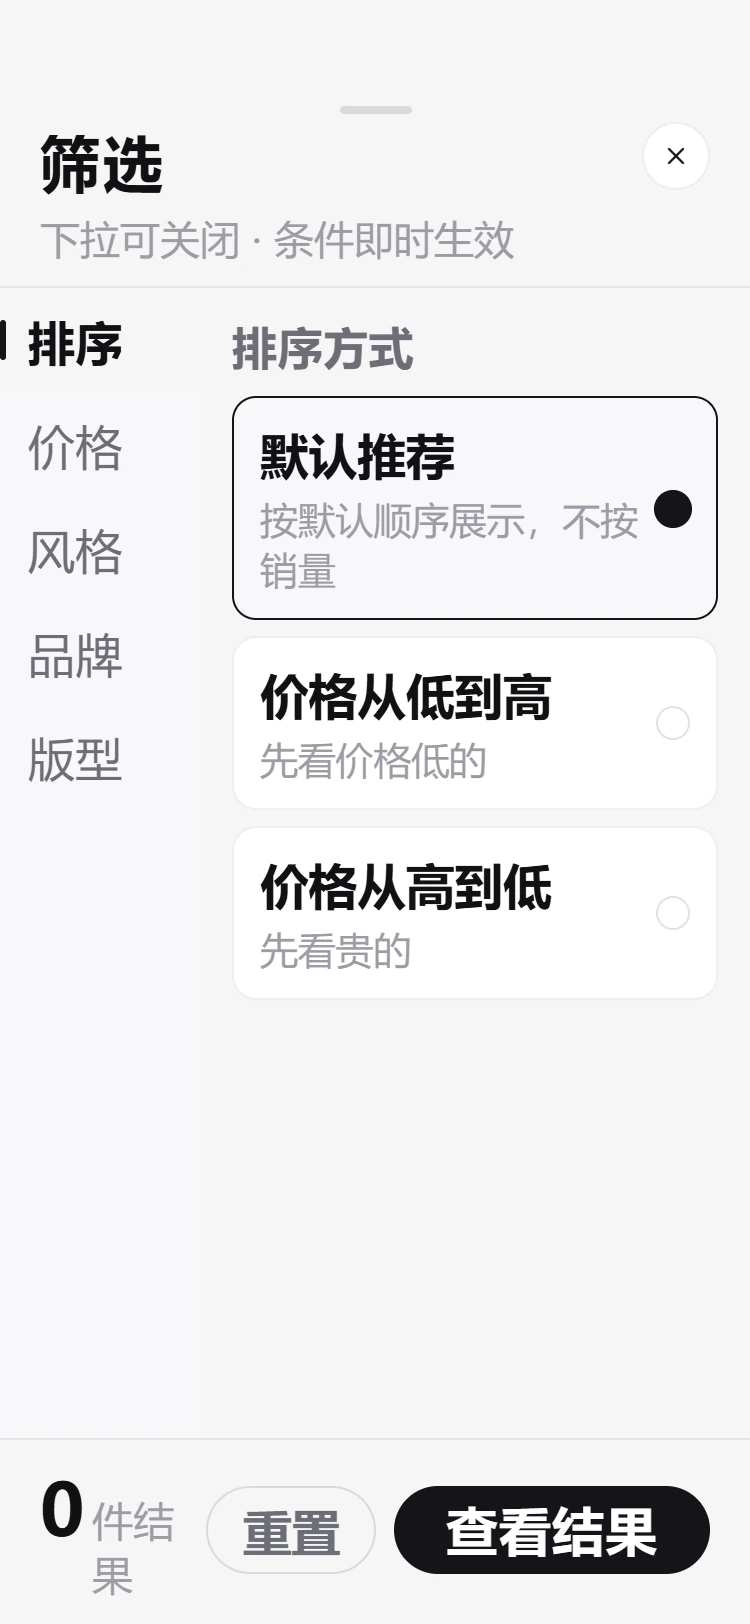 筛选
下拉可关闭 · 条件即时生效
排序
价格
风格
品牌
版型
排序方式
默认推荐
按默认顺序展示，不按
销量
价格从低到高
先看价格低的
价格从高到低
先看贵的
0 件结
果
重置
查看结果